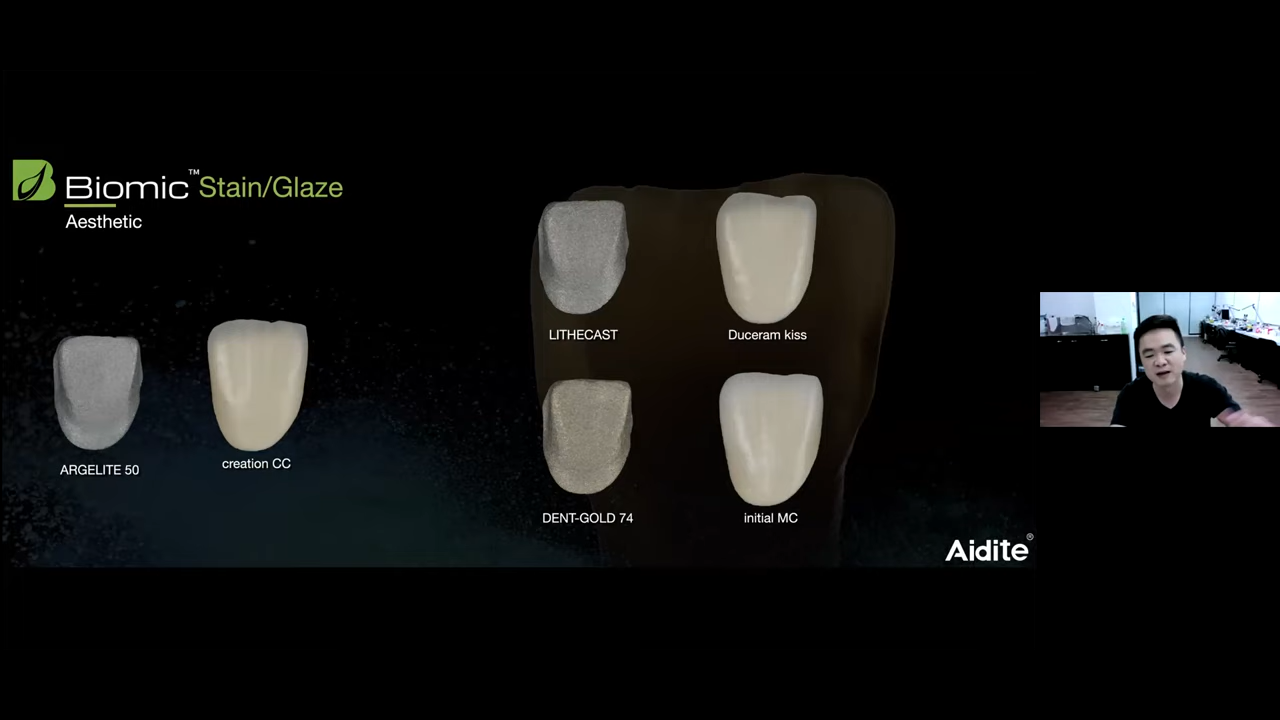 Biomic™ Stain/Glaze
Aesthetic
LITHECAST
Duceram kiss
ARGELITE 50
creation CC
DENT-GOLD 74
initial MC
Aidite®